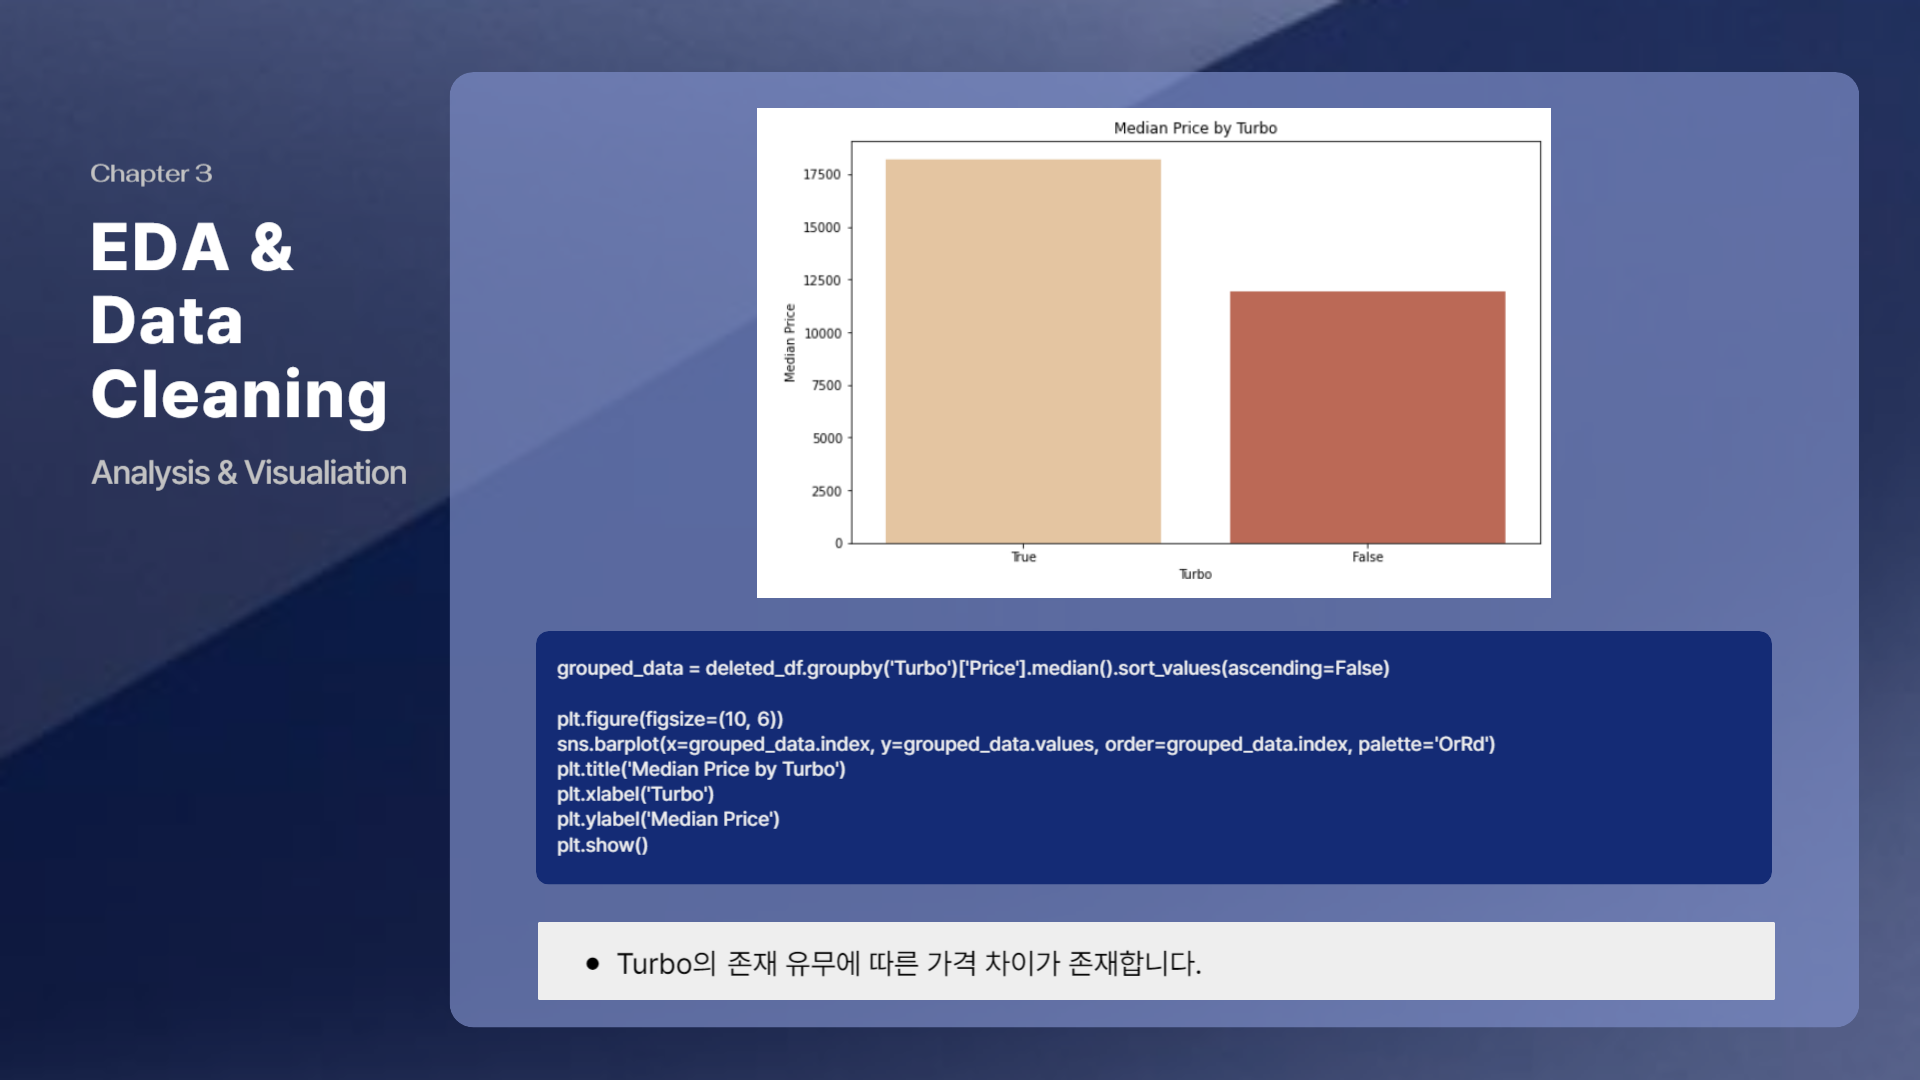 Chapter 3
EDA &
Data
Cleaning
Analysis & Visualiation
Median Price by Turbo
17500
15000
12500
10000
7500
5000
2500
0
Median Price
True
False
Turbo
grouped_data = deleted_df.groupby('Turbo')['Price'].median().sort_values(ascending=False)
plt.figure(figsize=(10, 6))
sns.barplot(x=grouped_data.index, y=grouped_data.values, order=grouped_data.index, palette='OrRd')
plt.title('Median Price by Turbo')
plt.xlabel('Turbo')
plt.ylabel('Median Price')
plt.show()
● Turbo의 존재 유무에 따른 가격 차이가 존재합니다.